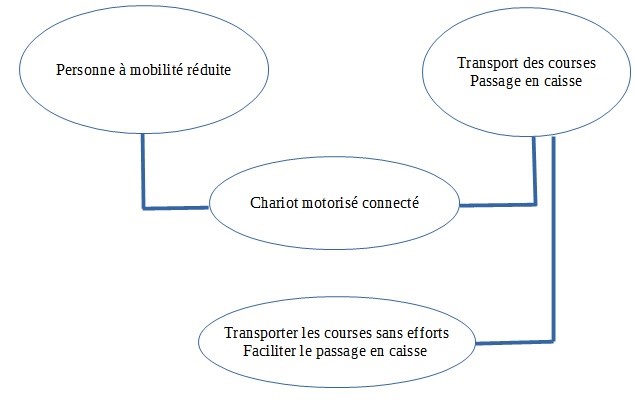 Personne à mobilité réduite
Transport des courses
Passage en caisse
Chariot motorisé connecté
Transporter les courses sans efforts
Faciliter le passage en caisse